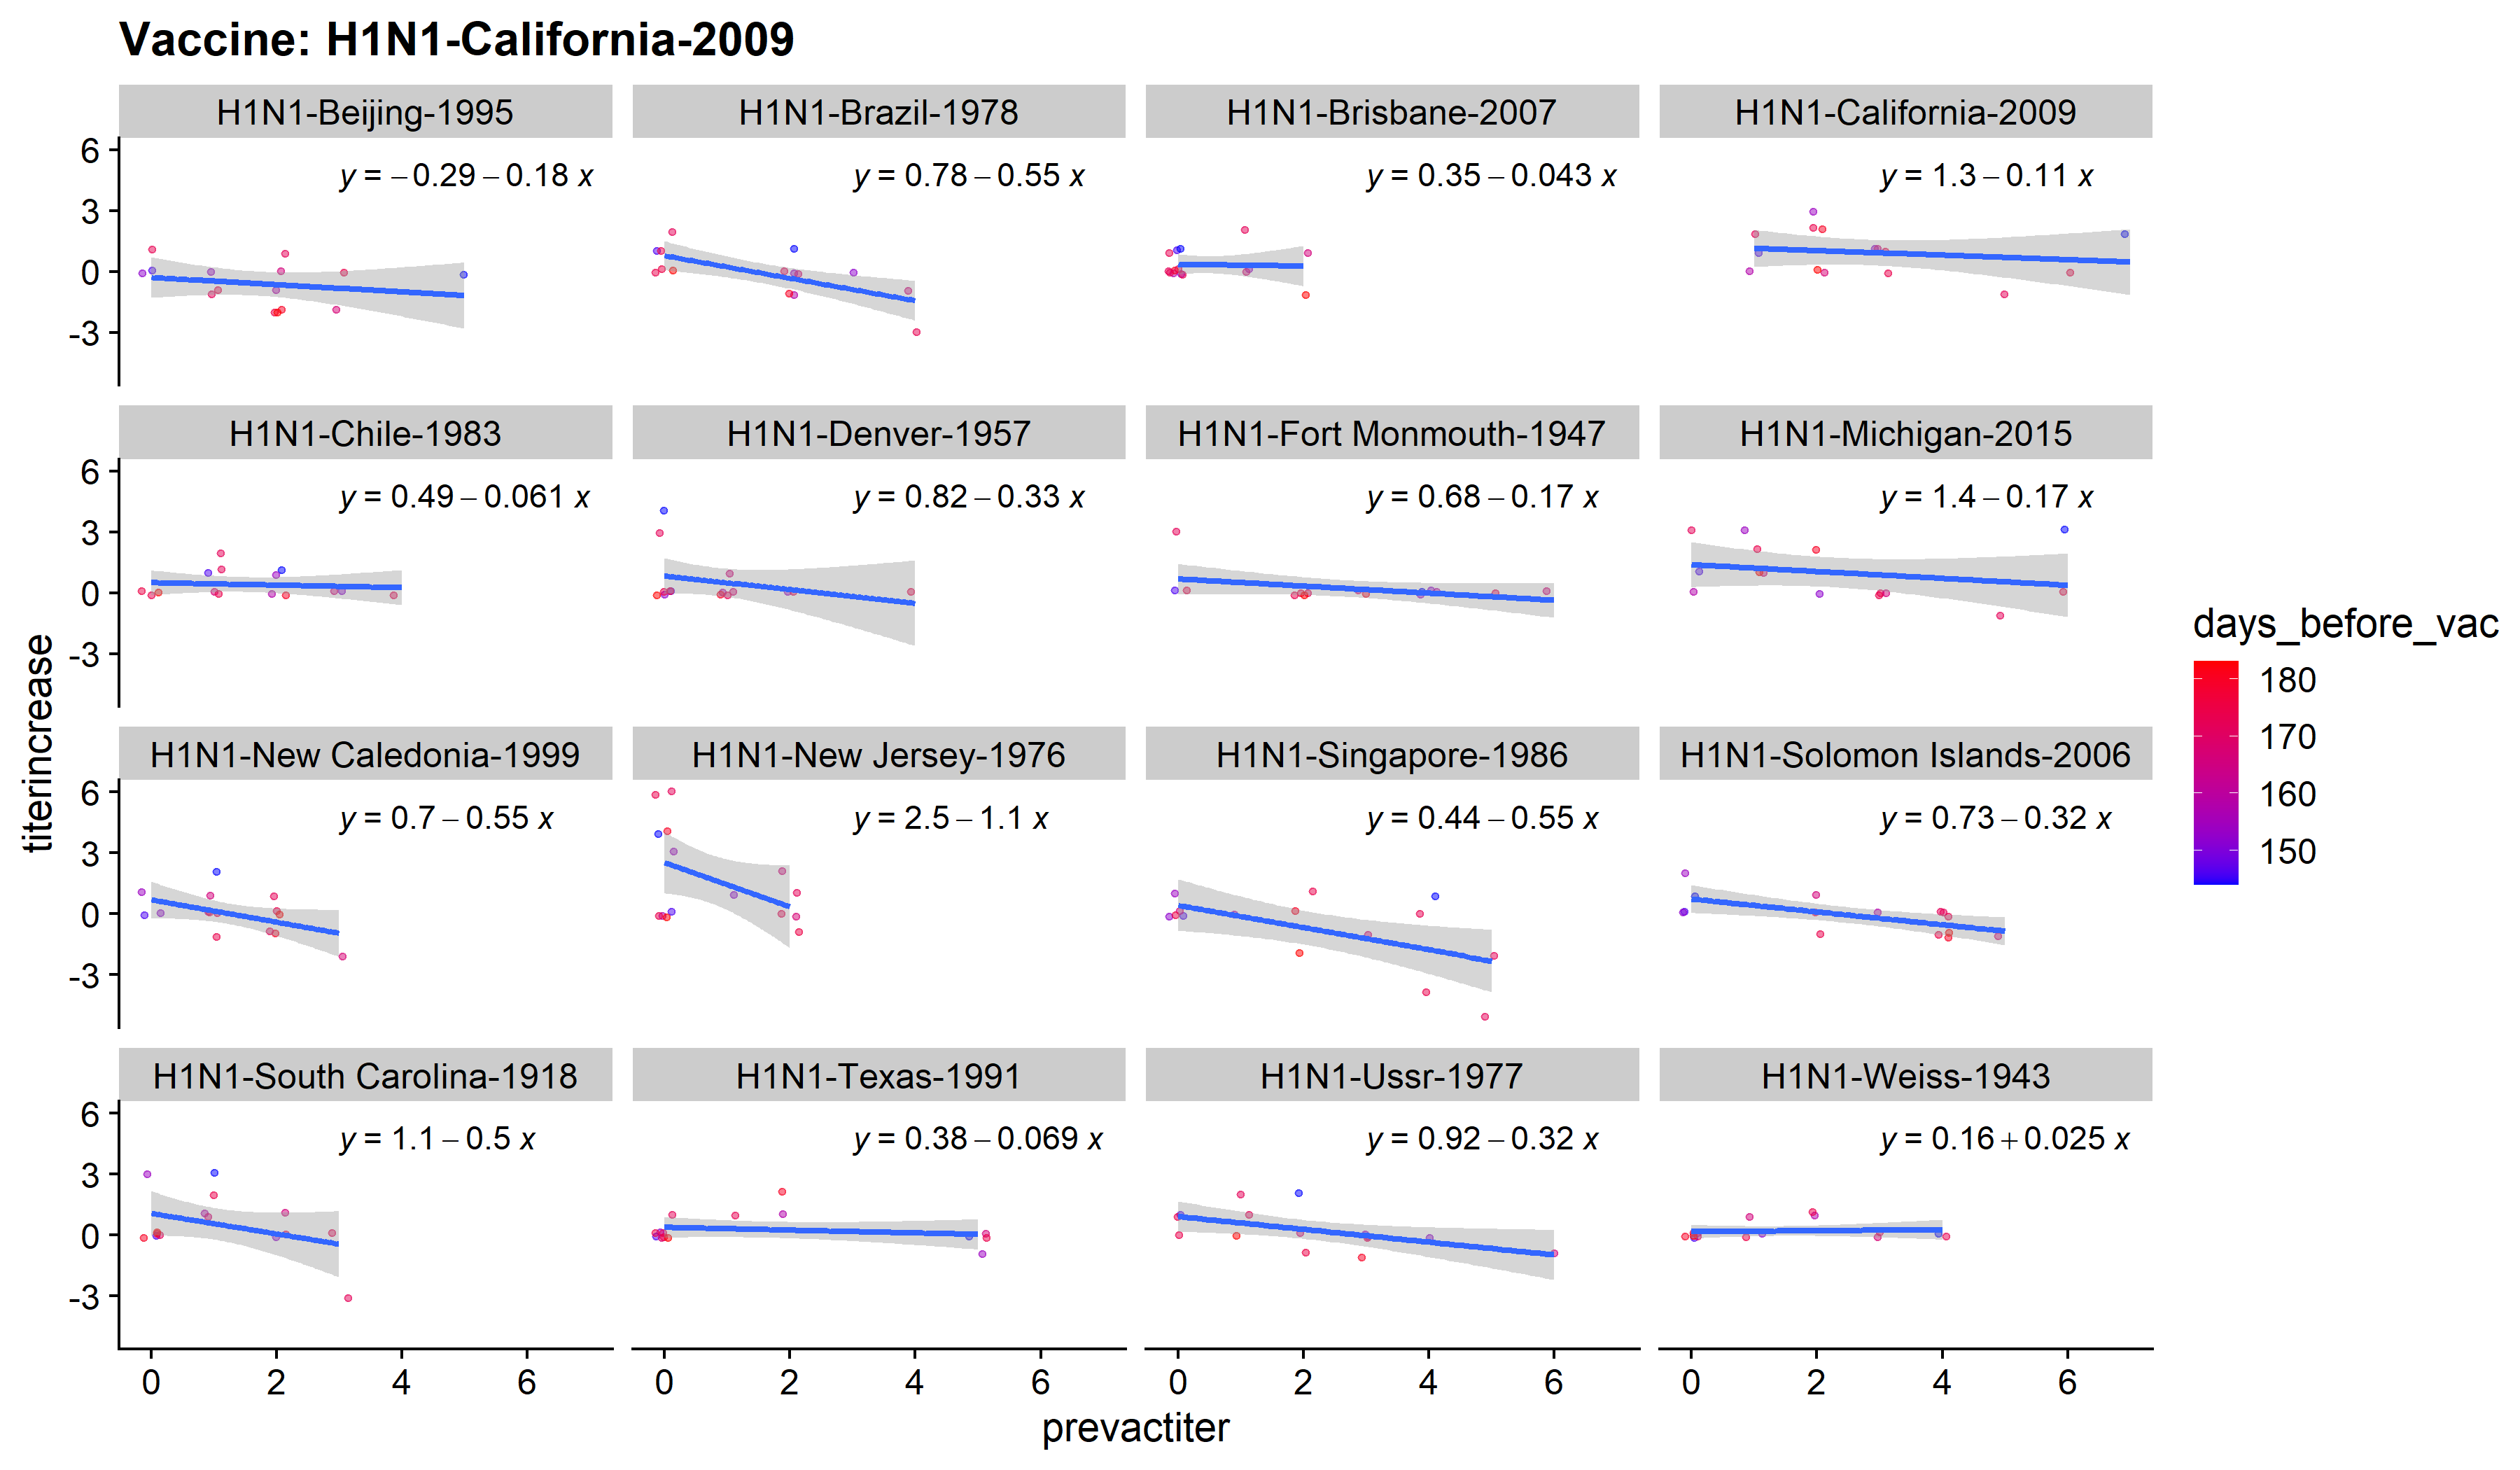 Vaccine: H1N1-California-2009
H1N1-Beijing-1995 H1N1-Brazil-1978 H1N1-Brisbane-2007 H1N1-California-2009
6
y = −0.29 − 0.18 x y = 0.78 − 0.55 x y = 0.35 − 0.043 x y = 1.3 − 0.11 x
3
0
-3
H1N1-Chile-1983 H1N1-Denver-1957 H1N1-Fort Monmouth-1947 H1N1-Michigan-2015
6
y = 0.49 − 0.061 x y = 0.82 − 0.33 x y = 0.68 − 0.17 x y = 1.4 − 0.17 x
3
0
-3
H1N1-New Caledonia-1999 H1N1-New Jersey-1976 H1N1-Singapore-1986 H1N1-Solomon Islands-2006
6
y = 0.7 − 0.55 x y = 2.5 − 1.1 x y = 0.44 − 0.55 x y = 0.73 − 0.32 x
3
0
-3
H1N1-South Carolina-1918 H1N1-Texas-1991 H1N1-Ussr-1977 H1N1-Weiss-1943
6
y = 1.1 − 0.5 x y = 0.38 − 0.069 x y = 0.92 − 0.32 x y = 0.16 + 0.025 x
3
0
-3
0 2 4 6 0 2 4 6 0 2 4 6 0 2 4 6
prevactiter
titerincrease
days_before_vac
180
170
160
150